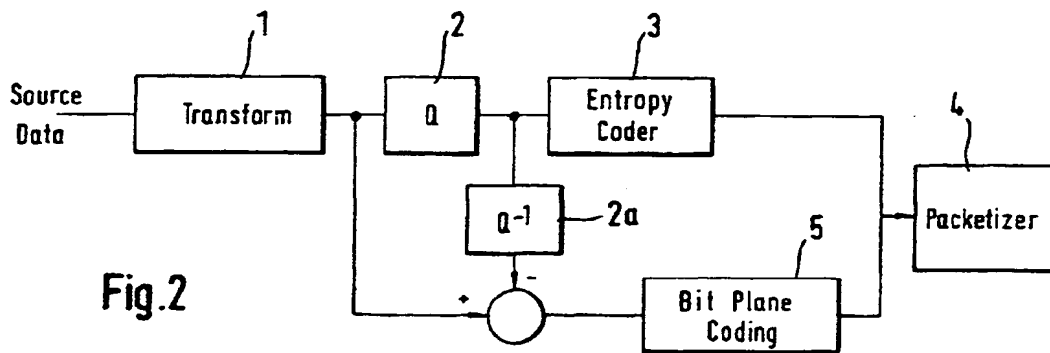 1
2
3
Source
Data
Transform
Q
Entropy
Coder
4
Q-1
2a
Packetizer
5
Fig.2
-
+
Bit Plane
Coding